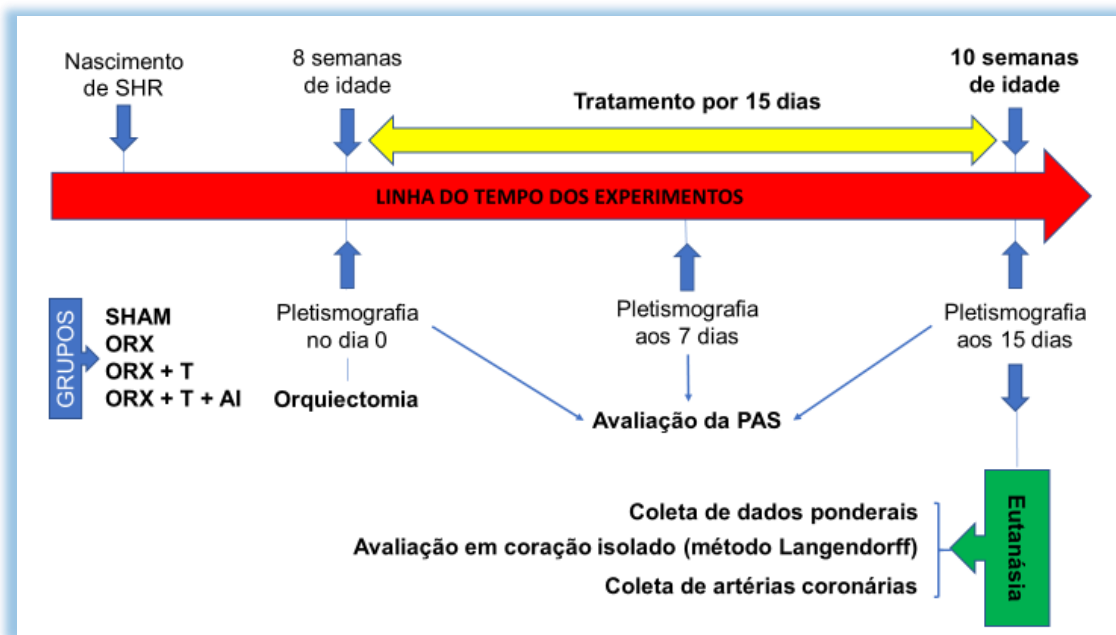 Nascimento
de SHR
8 semanas
de idade
Tratamento por 15 dias
10 semanas
de idade
LINHA DO TEMPO DOS EXPERIMENTOS
GRUPOS
SHAM
ORX
ORX + T
ORX + T + AI
Pletismografia
no dia 0
Orquiectomia
Pletismografia
aos 7 dias
Pletismografia
aos 15 dias
Avaliação da PAS
Eutanásia
Coleta de dados ponderais
Avaliação em coração isolado (método Langendorff)
Coleta de artérias coronárias